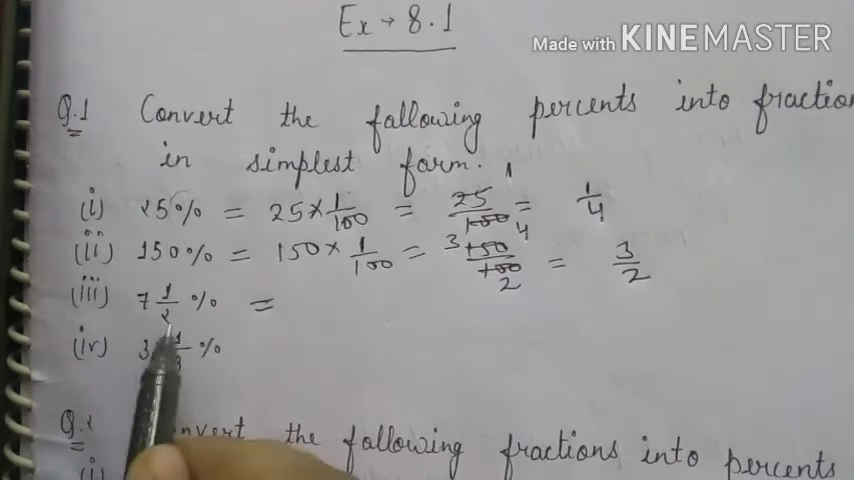 Ex → 8.1
Made with KINEMASTER
Q.1 Convert the following percents into fraction
in simplest form.
(i) 25% = 25 × 1/100 = 25/100 = 1/4
(ii) 150% = 150 × 1/100 = 150/100 = 3/2
(iii) 7 1/2 % =
(iv) %
Q.2 the following fractions into percents
(i)